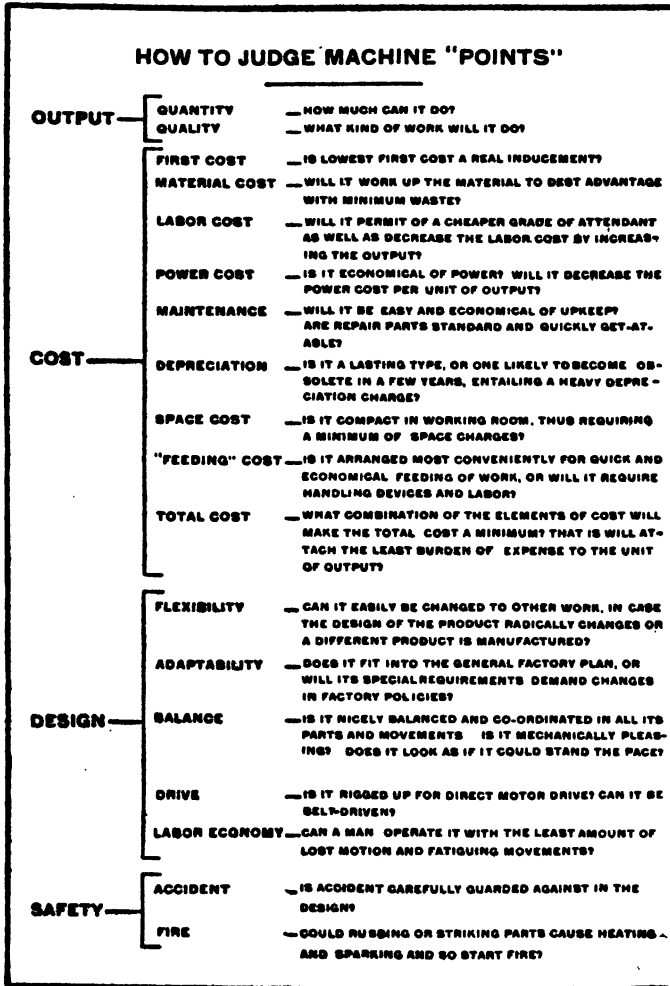 HOW TO JUDGE MACHINE "POINTS"
OUTPUT
QUANTITY — HOW MUCH CAN IT DO?
QUALITY — WHAT KIND OF WORK WILL IT DO?
COST
FIRST COST — IS LOWEST FIRST COST A REAL INDUCEMENT?
MATERIAL COST — WILL IT WORK UP THE MATERIAL TO BEST ADVANTAGE
WITH MINIMUM WASTE?
LABOR COST — WILL IT PERMIT OF A CHEAPER GRADE OF ATTENDANT
AS WELL AS DECREASE THE LABOR COST BY INCREAS-
ING THE OUTPUT?
POWER COST — IS IT ECONOMICAL OF POWER? WILL IT DECREASE THE
POWER COST PER UNIT OF OUTPUT?
MAINTENANCE — WILL IT BE EASY AND ECONOMICAL OF UPKEEP?
ARE REPAIR PARTS STANDARD AND QUICKLY GET-AT-
ABLE?
DEPRECIATION — IS IT A LASTING TYPE, OR ONE LIKELY TO BECOME OB-
SOLETE IN A FEW YEARS, ENTAILING A HEAVY DEPRE-
CIATION CHARGE?
SPACE COST — IS IT COMPACT IN WORKING ROOM, THUS REQUIRING
A MINIMUM OF SPACE CHARGES?
"FEEDING" COST — IS IT ARRANGED MOST CONVENIENTLY FOR QUICK AND
ECONOMICAL FEEDING OF WORK, OR WILL IT REQUIRE
HANDLING DEVICES AND LABOR?
TOTAL COST — WHAT COMBINATION OF THE ELEMENTS OF COST WILL
MAKE THE TOTAL COST A MINIMUM? THAT IS WILL AT-
TACH THE LEAST BURDEN OF EXPENSE TO THE UNIT
OF OUTPUT?
DESIGN
FLEXIBILITY — CAN IT EASILY BE CHANGED TO OTHER WORK, IN CASE
THE DESIGN OF THE PRODUCT RADICALLY CHANGES OR
A DIFFERENT PRODUCT IS MANUFACTURED?
ADAPTABILITY — DOES IT FIT INTO THE GENERAL FACTORY PLAN, OR
WILL ITS SPECIAL REQUIREMENTS DEMAND CHANGES
IN FACTORY POLICIES?
BALANCE — IS IT NICELY BALANCED AND CO-ORDINATED IN ALL ITS
PARTS AND MOVEMENTS IS IT MECHANICALLY PLEAS-
ING? DOES IT LOOK AS IF IT COULD STAND THE PACE?
DRIVE — IS IT RIGGED UP FOR DIRECT MOTOR DRIVE? CAN IT BE
BELT-DRIVEN?
LABOR ECONOMY — CAN A MAN OPERATE IT WITH THE LEAST AMOUNT OF
LOST MOTION AND FATIGUING MOVEMENTS?
SAFETY
ACCIDENT — IS ACCIDENT CAREFULLY GUARDED AGAINST IN THE
DESIGN?
FIRE — COULD RUBBING OR STRIKING PARTS CAUSE HEATING
AND SPARKING AND SO START FIRE?